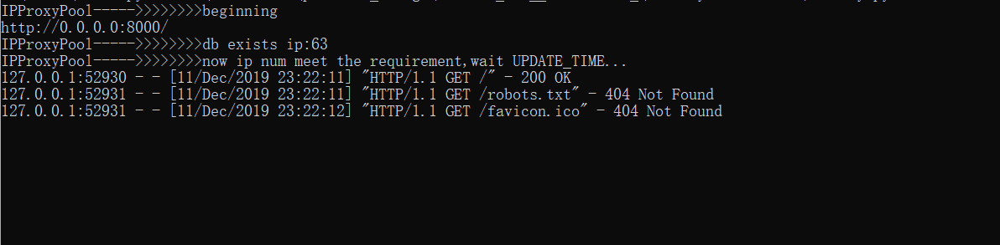 IPProxyPool----->>>>>>>>beginning
http://0.0.0.0:8000/
IPProxyPool----->>>>>>>>db exists ip:63
IPProxyPool----->>>>>>>>now ip num meet the requirement,wait UPDATE_TIME...
127.0.0.1:52930 - - [11/Dec/2019 23:22:11] "HTTP/1.1 GET /" - 200 OK
127.0.0.1:52931 - - [11/Dec/2019 23:22:11] "HTTP/1.1 GET /robots.txt" - 404 Not Found
127.0.0.1:52931 - - [11/Dec/2019 23:22:12] "HTTP/1.1 GET /favicon.ico" - 404 Not Found